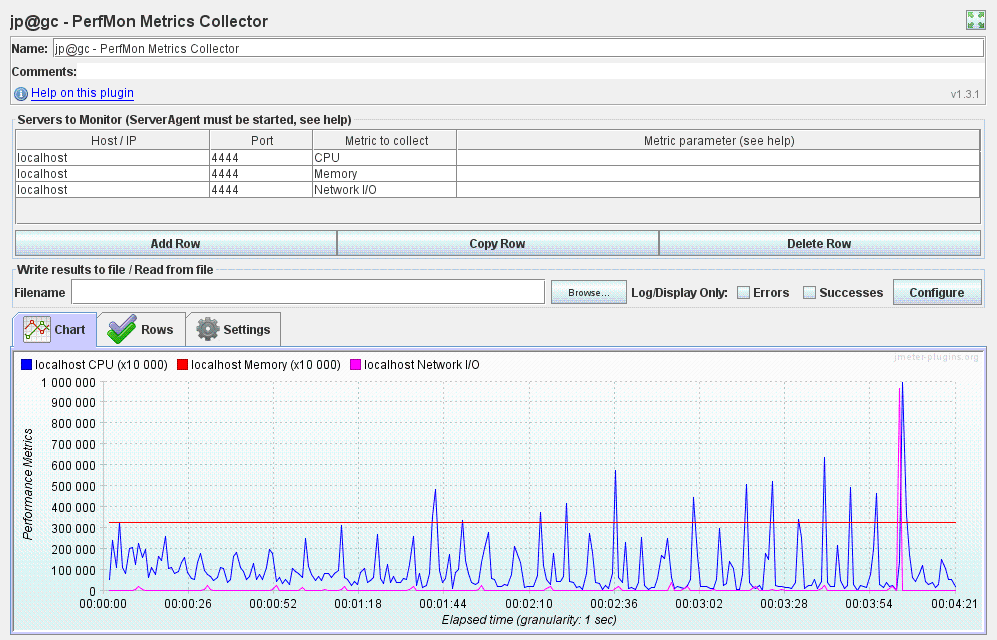 jp@gc - PerfMon Metrics Collector
Name: jp@gc - PerfMon Metrics Collector
Comments:
Help on this plugin v1.3.1
Servers to Monitor (ServerAgent must be started, see help)
Host / IP Port Metric to collect Metric parameter (see help)
localhost 4444 CPU
localhost 4444 Memory
localhost 4444 Network I/O
Add Row Copy Row Delete Row
Write results to file / Read from file
Filename Browse... Log/Display Only: Errors Successes Configure
Chart Rows Settings
jmeter-plugins.org
localhost CPU (x10 000) localhost Memory (x10 000) localhost Network I/O
1 000 000
900 000
800 000
700 000
600 000
500 000
400 000
300 000
200 000
100 000
0
Performance Metrics
00:00:00 00:00:26 00:00:52 00:01:18 00:01:44 00:02:10 00:02:36 00:03:02 00:03:28 00:03:54 00:04:21
Elapsed time (granularity: 1 sec)